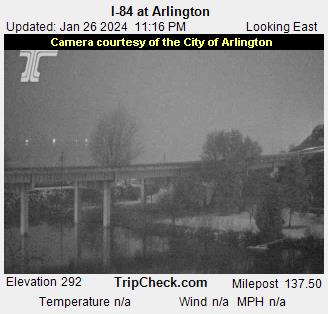 I-84 at Arlington
Updated: Jan 26 2024 11:16 PM Looking East
Camera courtesy of the City of Arlington
Elevation 292 TripCheck.com Milepost 137.50
Temperature n/a Wind n/a MPH n/a